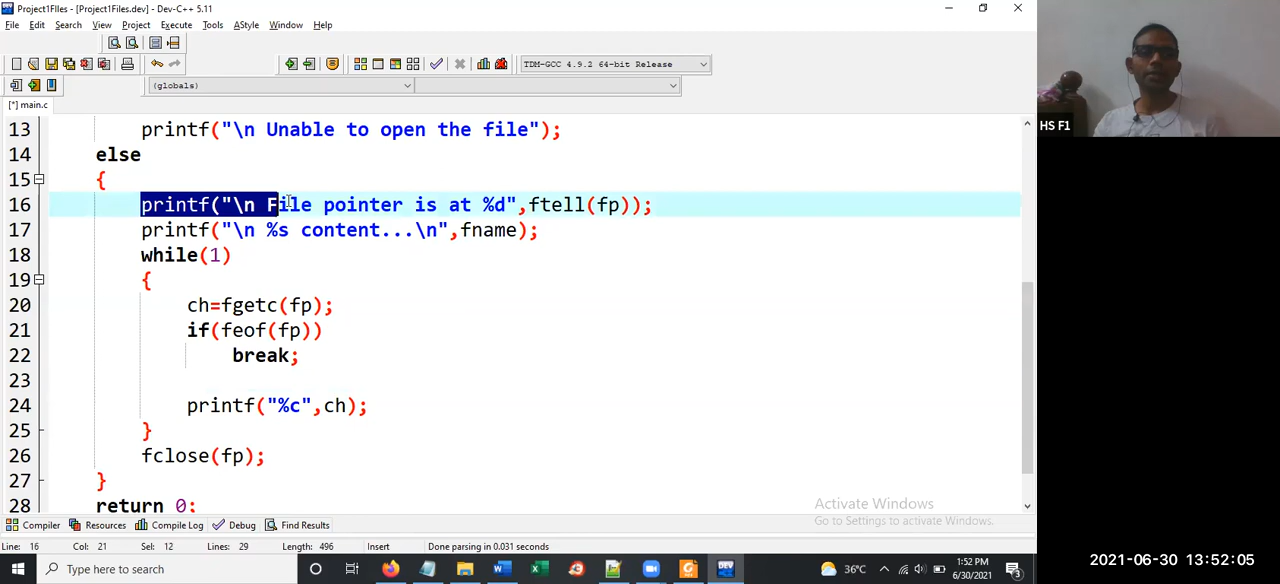 Project1FIles - [Project1Files.dev] - Dev-C++ 5.11
File Edit Search View Project Execute Tools AStyle Window Help
TDM-GCC 4.9.2 64-bit Release
(globals)
[*] main.c
HS F1
13 printf("\n Unable to open the file");
14 else
15 {
16 printf("\n File pointer is at %d",ftell(fp));
17 printf("\n %s content...\n",fname);
18 while(1)
19 {
20 ch=fgetc(fp);
21 if(feof(fp))
22 break;
23
24 printf("%c",ch);
25 }
26 fclose(fp);
27 }
28 return 0;
Activate Windows
Go to Settings to activate Windows.
Compiler Resources Compile Log Debug Find Results
Line: 16 Col: 21 Sel: 12 Lines: 29 Length: 496 Insert Done parsing in 0.031 seconds
Type here to search
36°C
1:52 PM
6/30/2021
3
2021-06-30 13:52:05